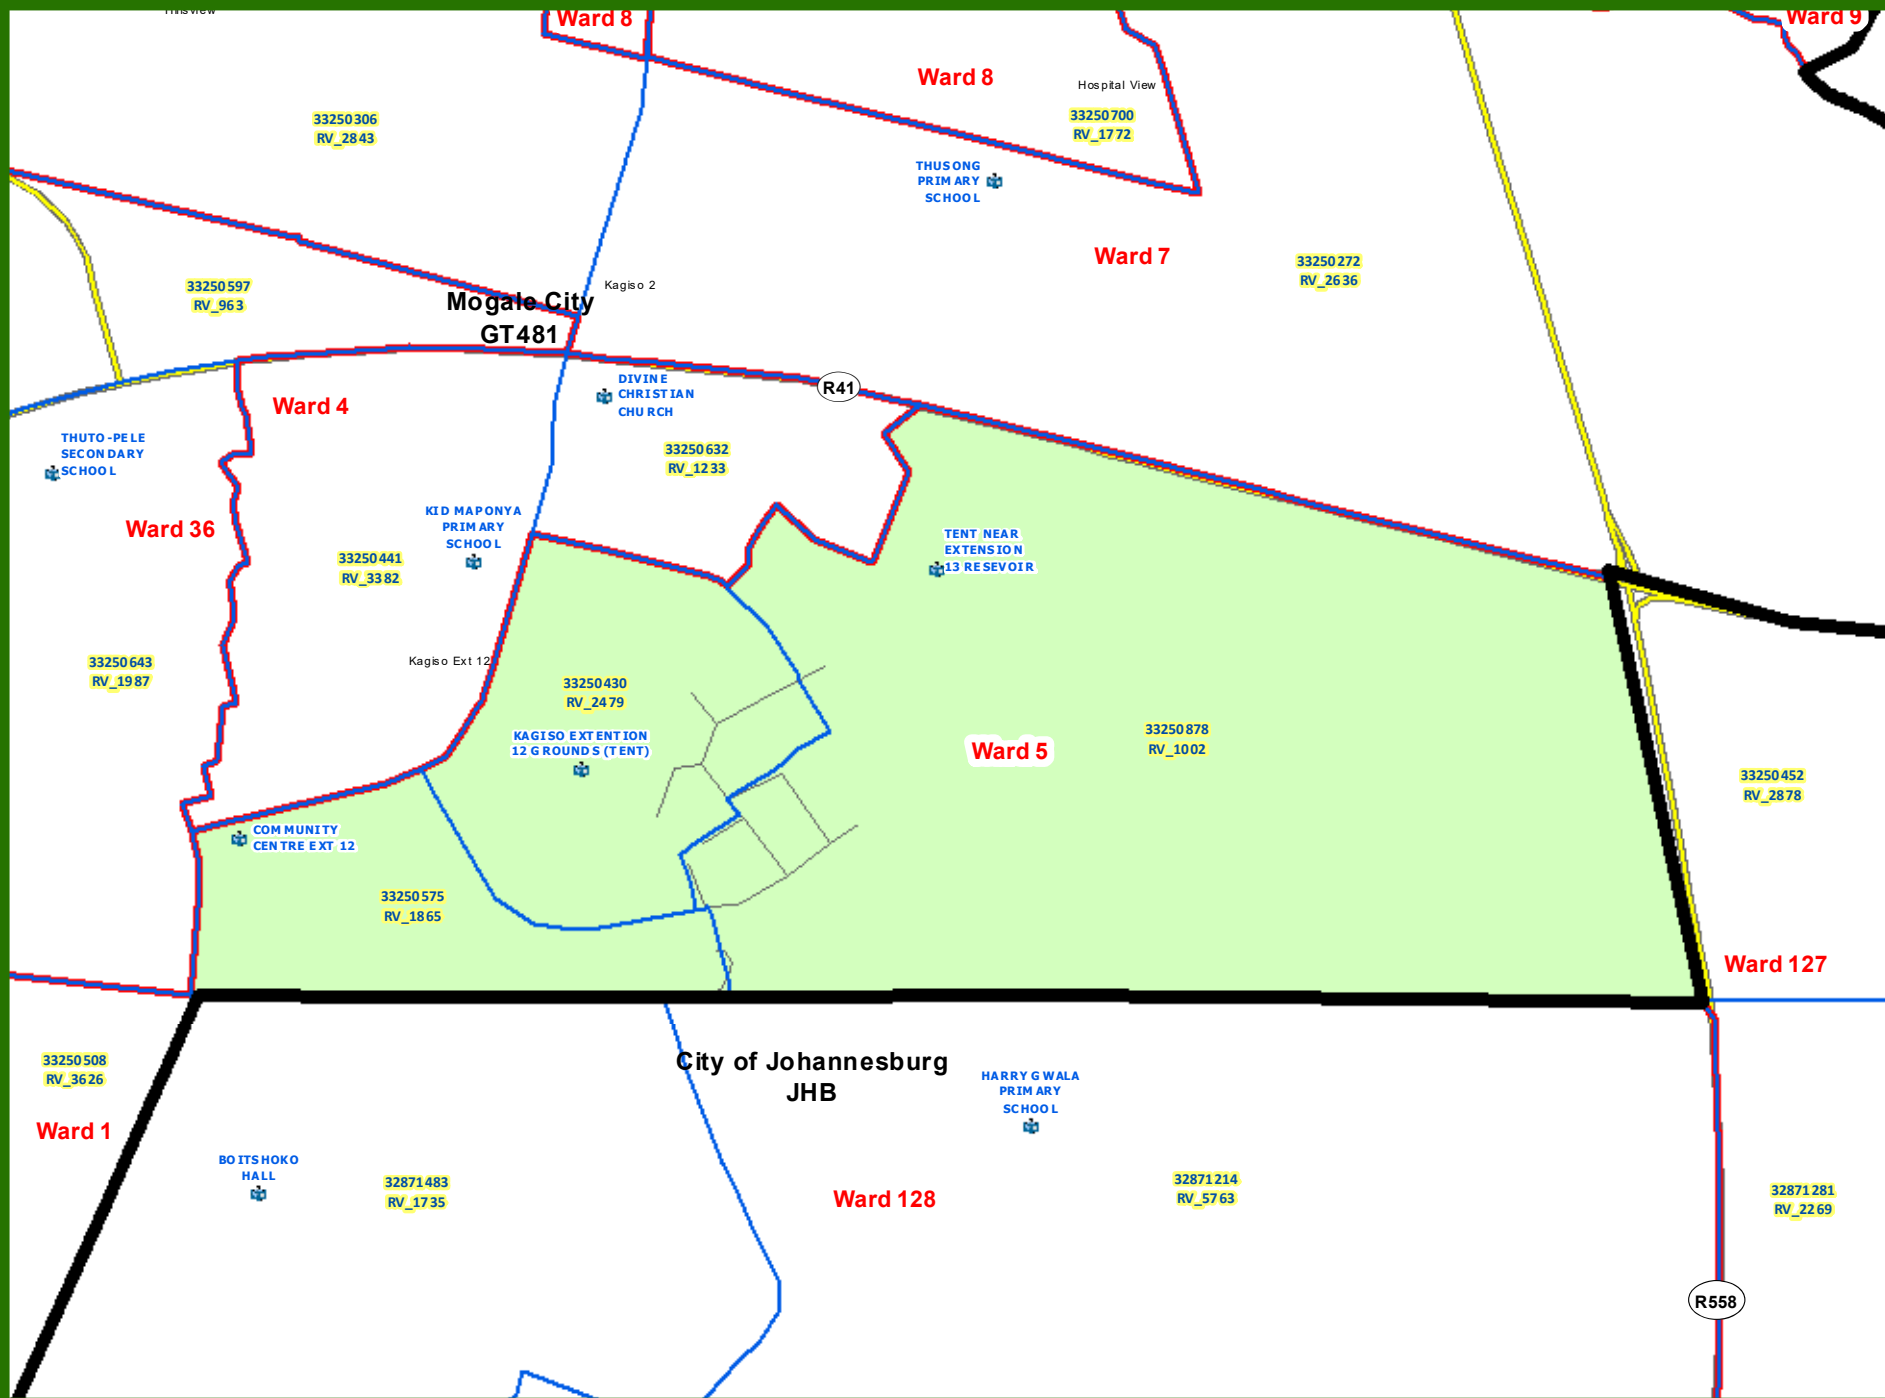 Ward 8
Ward 9
Ward 8
Hospital View
33250306
RV_2843
33250700
RV_1772
THUSONG
PRIMARY
SCHOOL
Ward 7
33250272
RV_2636
33250597
RV_963
Kagiso 2
Mogale City
GT481
R41
DIVINE
CHRISTIAN
CHURCH
Ward 4
THUTO-PELE
SECONDARY
SCHOOL
33250632
RV_1233
Ward 36
KID MAPONYA
PRIMARY
SCHOOL
TENT NEAR
EXTENSION
13 RESEVOIR
33250441
RV_3382
33250643
RV_1987
Kagiso Ext 12
33250430
RV_2479
KAGISO EXTENTION
12 GROUNDS (TENT)
Ward 5
33250878
RV_1002
33250452
RV_2878
COMMUNITY
CENTRE EXT 12
33250575
RV_1865
Ward 127
33250508
RV_3626
City of Johannesburg
JHB
HARRY GWALA
PRIMARY
SCHOOL
Ward 1
BOITSHOKO
HALL
32871483
RV_1735
Ward 128
32871214
RV_5763
32871281
RV_2269
R558